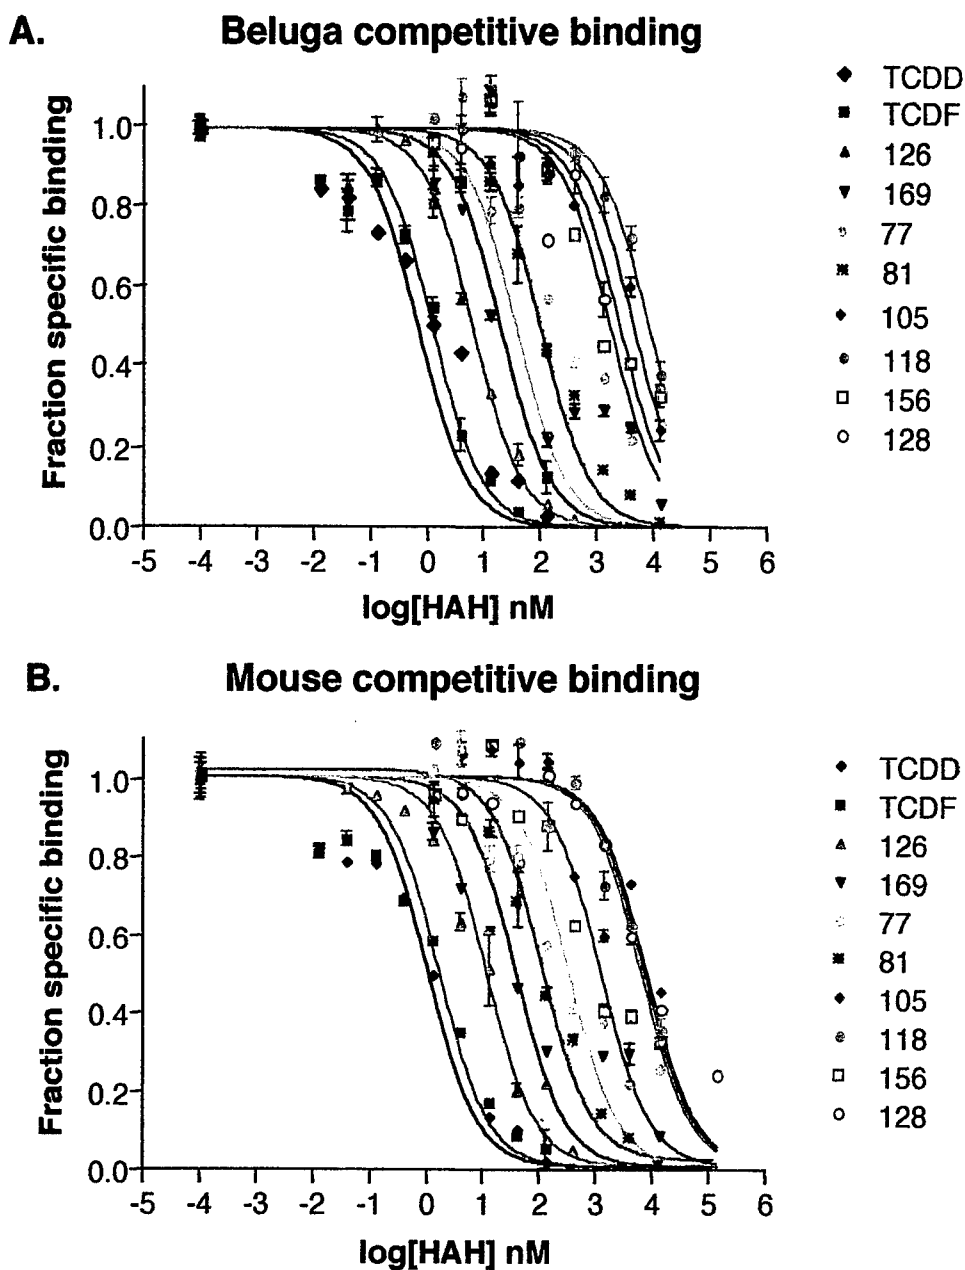 A. Beluga competitive binding
Fraction specific binding
1.0
0.8
0.6
0.4
0.2
0.0
-5 -4 -3 -2 -1 0 1 2 3 4 5 6
log[HAH] nM
TCDD
TCDF
126
169
77
81
105
118
156
128
B. Mouse competitive binding
Fraction specific binding
1.0
0.8
0.6
0.4
0.2
0.0
-5 -4 -3 -2 -1 0 1 2 3 4 5 6
log[HAH] nM
TCDD
TCDF
126
169
77
81
105
118
156
128